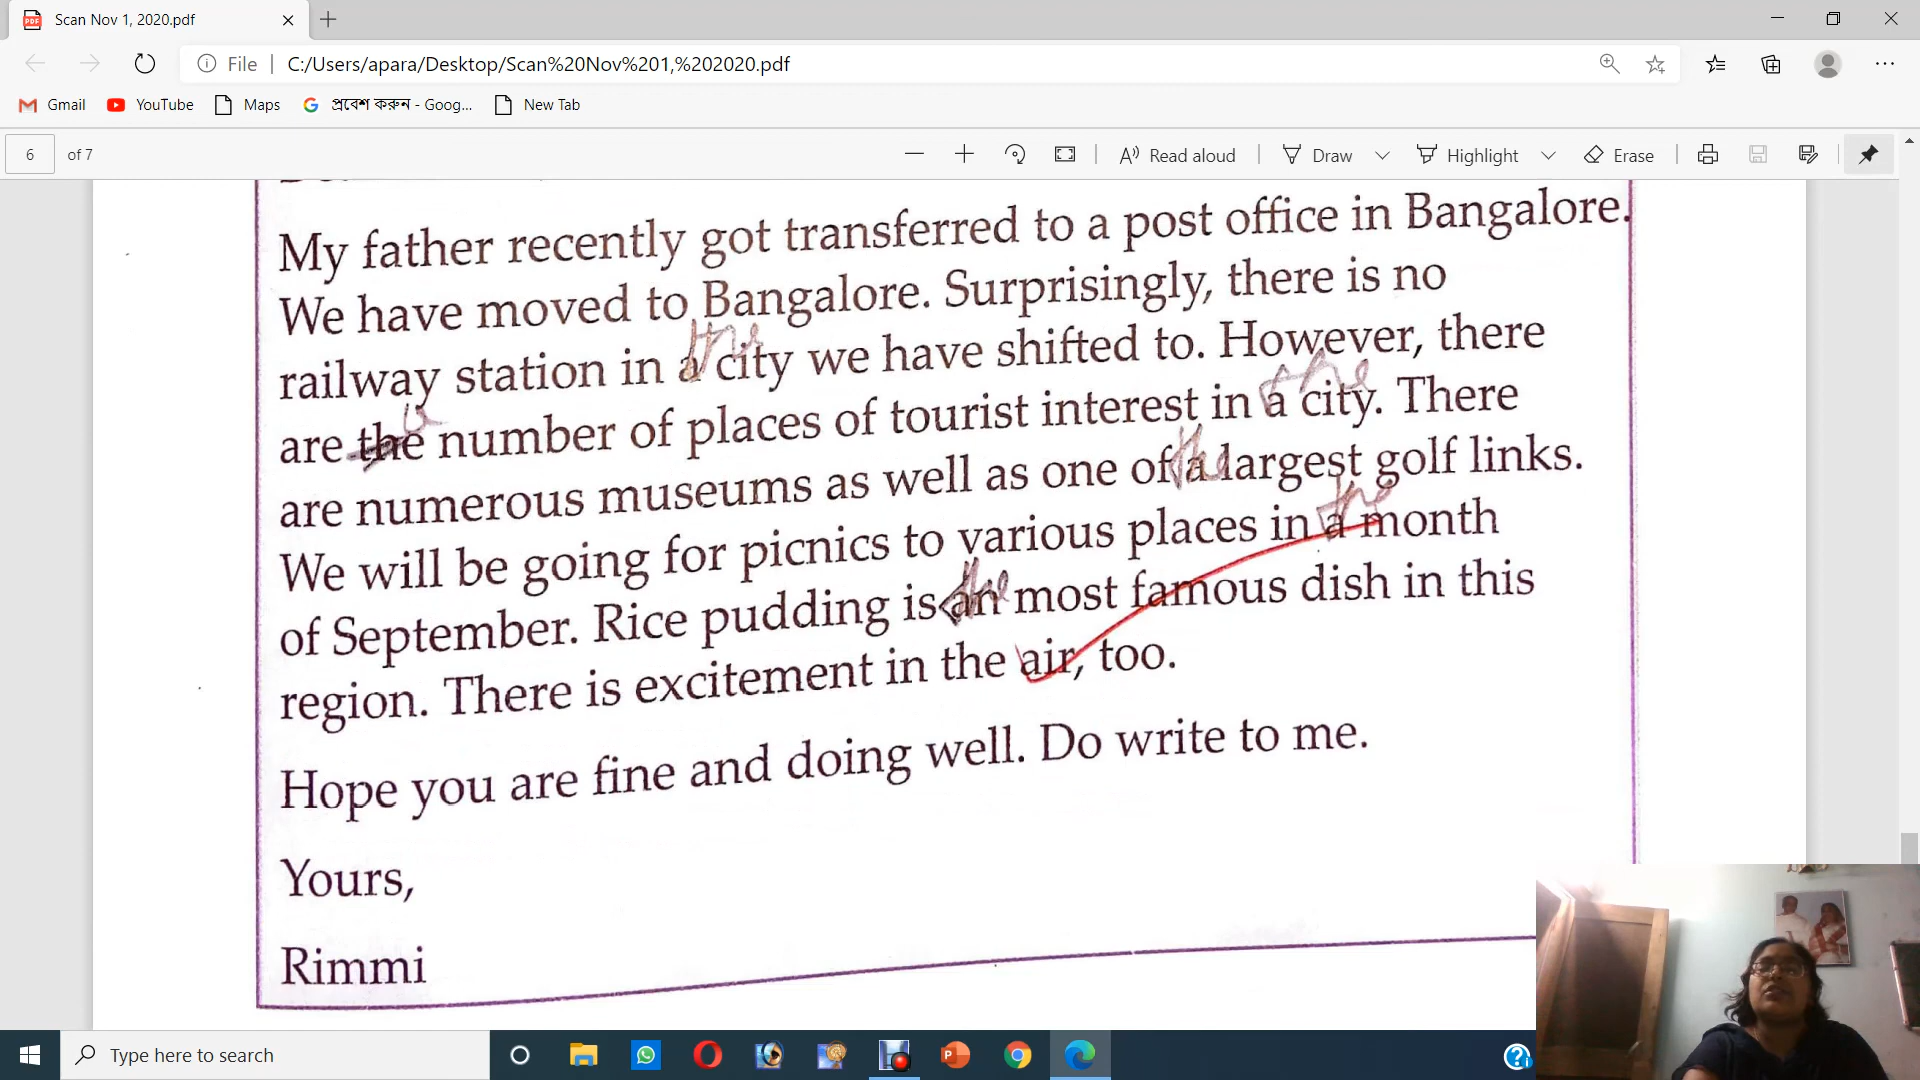 Scan Nov 1, 2020.pdf
File C:/Users/apara/Desktop/Scan%20Nov%201,%202020.pdf
Gmail YouTube Maps প্রবেশ করুন - Goog... New Tab
6 of 7 Read aloud Draw Highlight Erase
My father recently got transferred to a post office in Bangalore.
We have moved to Bangalore. Surprisingly, there is no
the
railway station in a city we have shifted to. However, there
a the
are the number of places of tourist interest in a city. There
the
are numerous museums as well as one of a largest golf links.
the
We will be going for picnics to various places in a month
the
of September. Rice pudding is an most famous dish in this
region. There is excitement in the air, too.
Hope you are fine and doing well. Do write to me.
Yours,
Rimmi
Type here to search